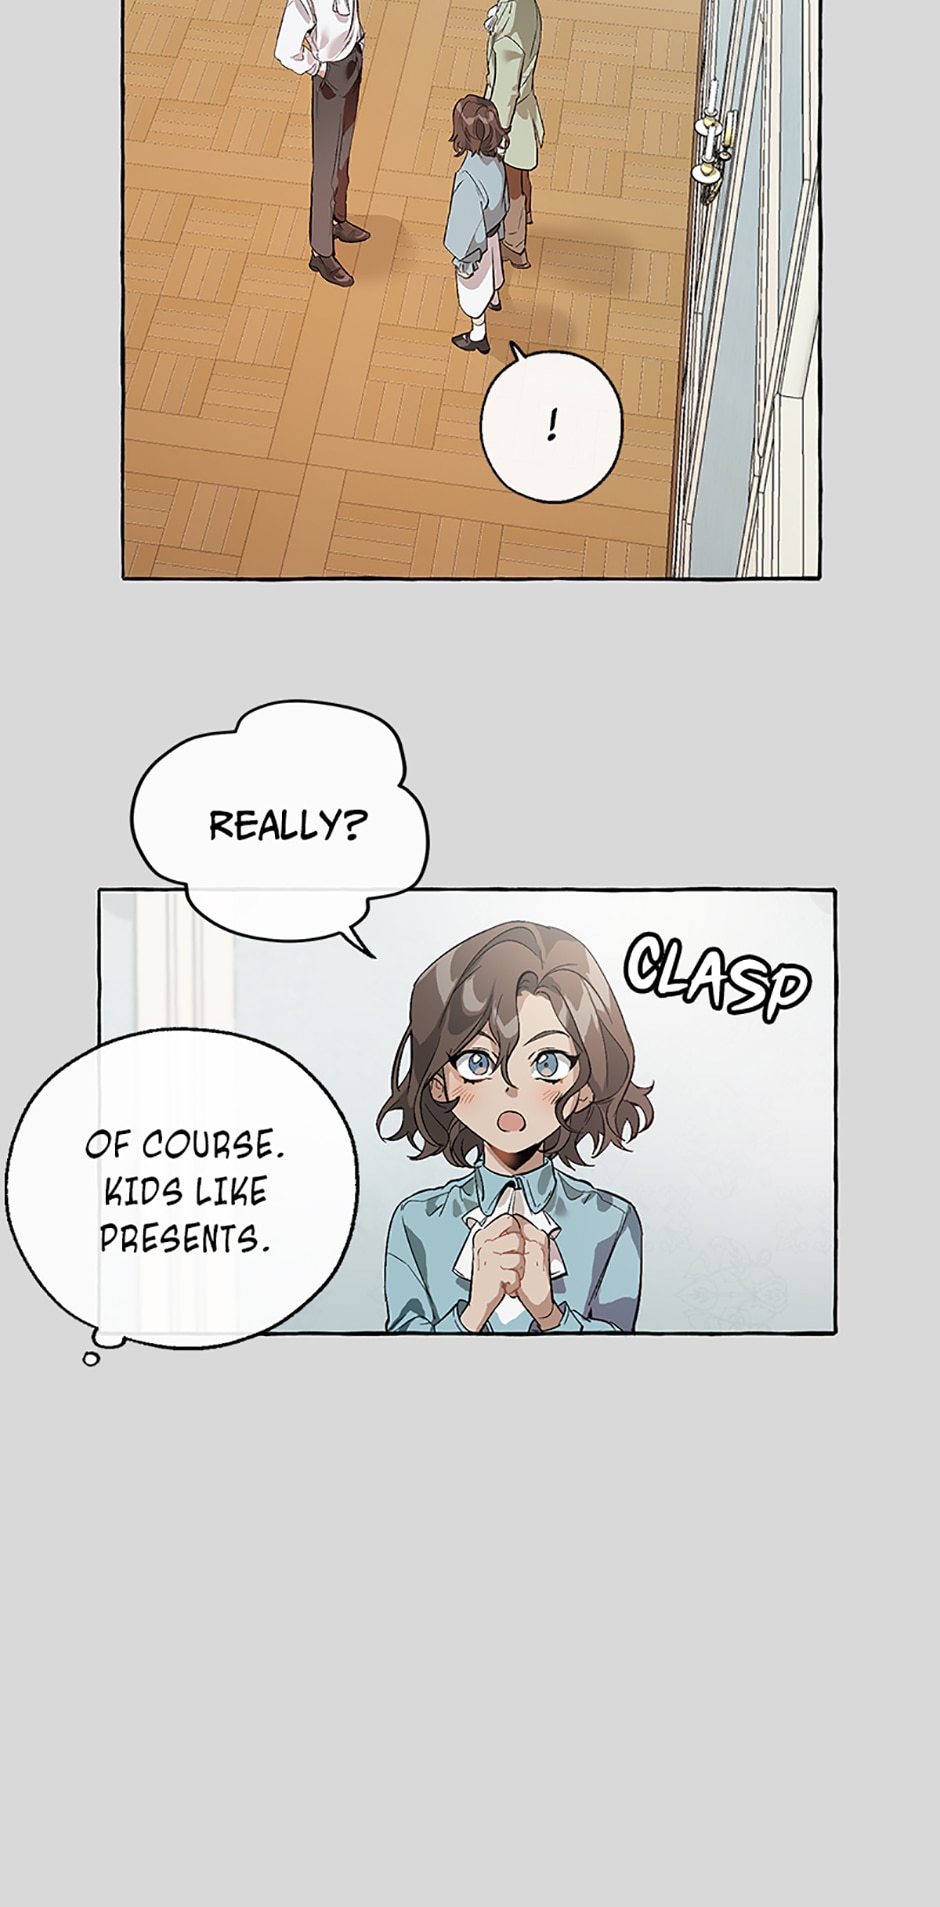 !
REALLY?
CLASP
OF COURSE.
KIDS LIKE
PRESENTS.